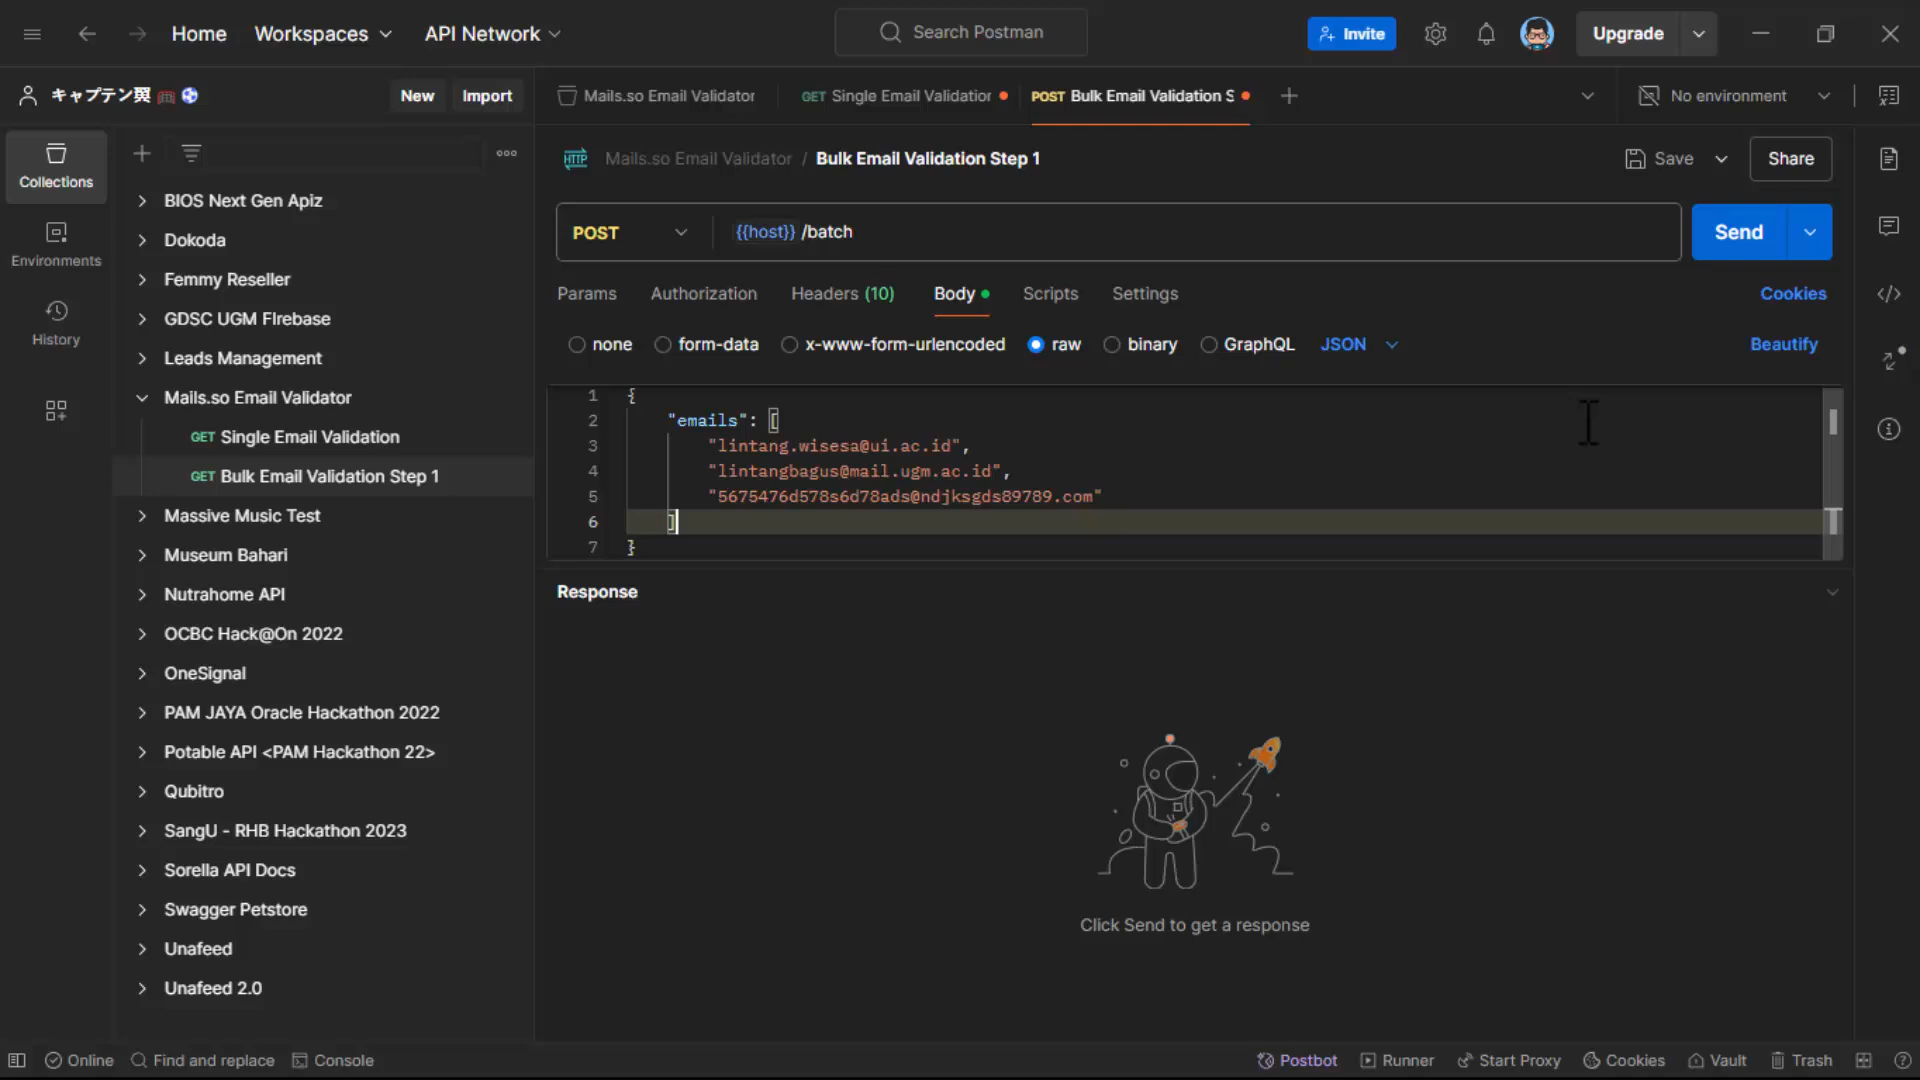 Home
Workspaces
API Network
Search Postman
Invite
Upgrade
キャプテン翼
New
Import
Mails.so Email Validator
GET Single Email Validation
POST Bulk Email Validation S
No environment
Collections
Environments
History
BIOS Next Gen Apiz
Dokoda
Femmy Reseller
GDSC UGM FIrebase
Leads Management
Mails.so Email Validator
GET Single Email Validation
GET Bulk Email Validation Step 1
Massive Music Test
Museum Bahari
Nutrahome API
OCBC Hack@On 2022
OneSignal
PAM JAYA Oracle Hackathon 2022
Potable API <PAM Hackathon 22>
Qubitro
SangU - RHB Hackathon 2023
Sorella API Docs
Swagger Petstore
Unafeed
Unafeed 2.0
HTTP Mails.so Email Validator / Bulk Email Validation Step 1
Save
Share
POST
{{host}} /batch
Send
Params Authorization Headers (10) Body Scripts Settings
Cookies
none form-data x-www-form-urlencoded raw binary GraphQL JSON
Beautify
1 {
2 "emails": [
3 "lintang.wisesa@ui.ac.id",
4 "lintangbagus@mail.ugm.ac.id",
5 "5675476d578s6d78ads@ndjksgds89789.com"
6 ]
7 }
Response
Click Send to get a response
Online Find and replace Console
Postbot Runner Start Proxy Cookies Vault Trash